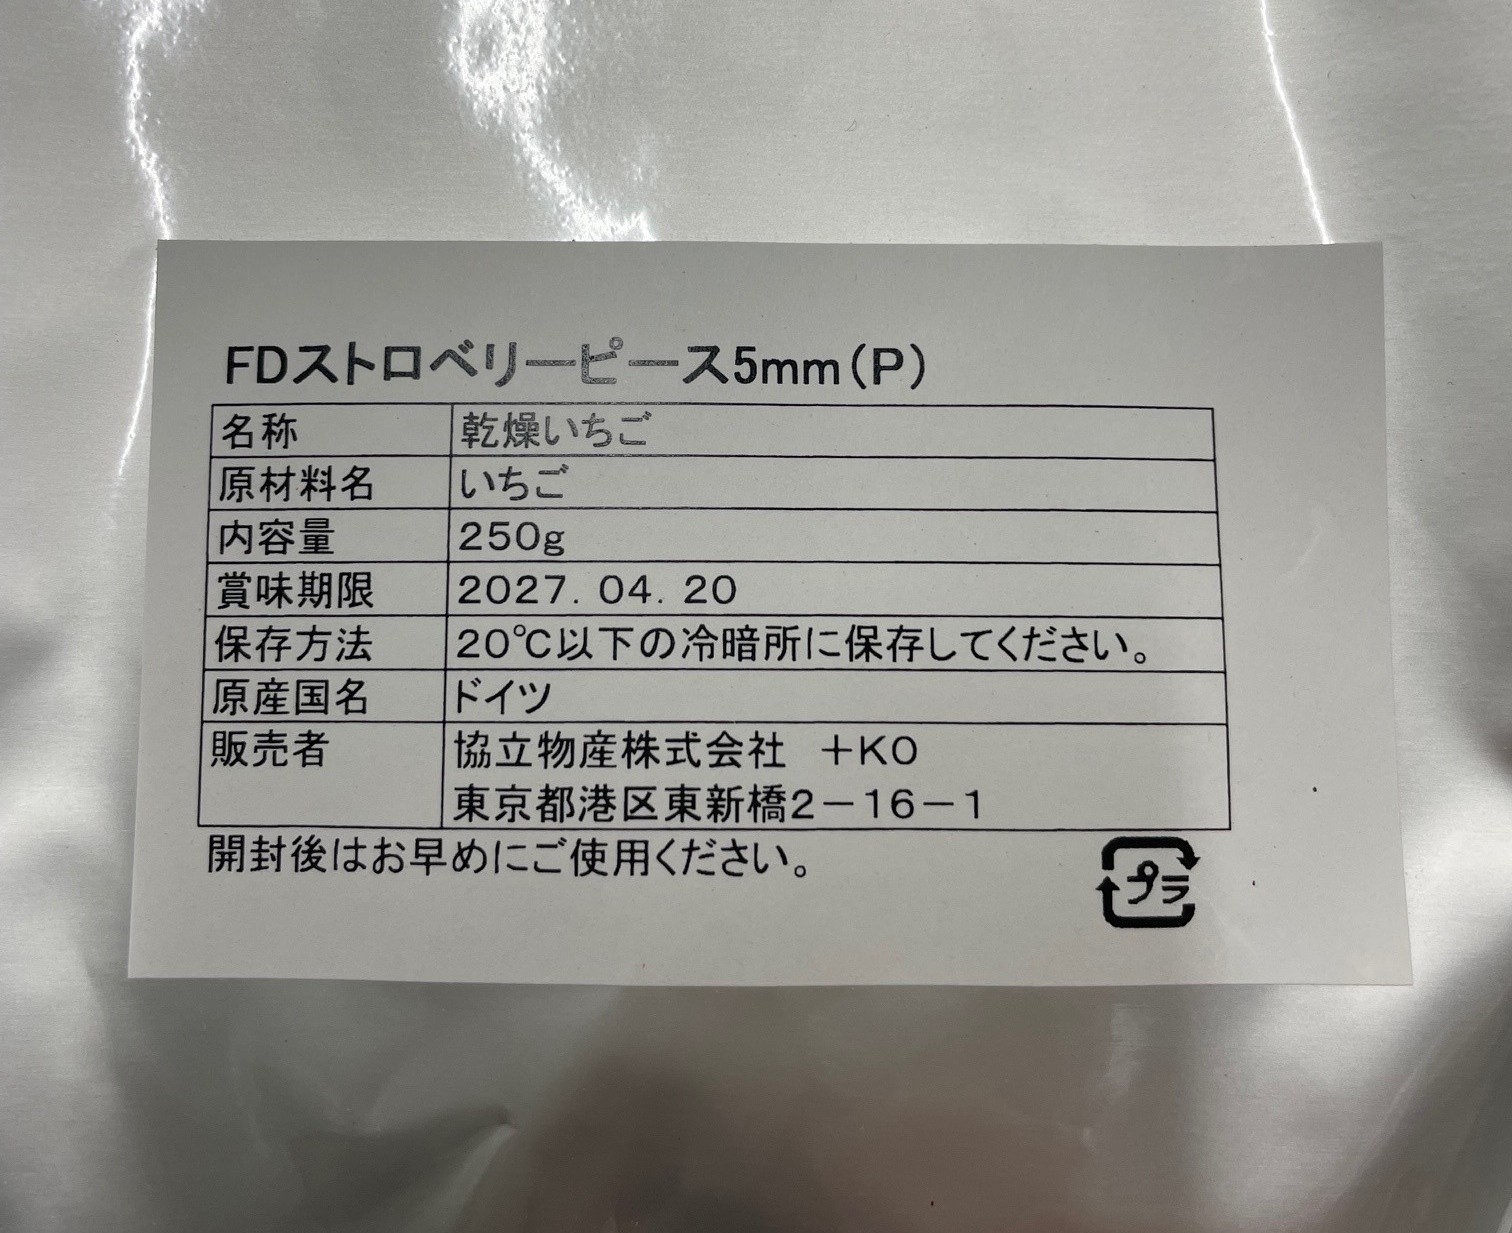 FDストロベリーピース5mm(P)
名称 乾燥いちご
原材料名 いちご
内容量 250g
賞味期限 2027. 04. 20
保存方法 20℃以下の冷暗所に保存してください。
原産国名 ドイツ
販売者 協立物産株式会社　+KO
東京都港区東新橋2-16-1
開封後はお早めにご使用ください。
プラ